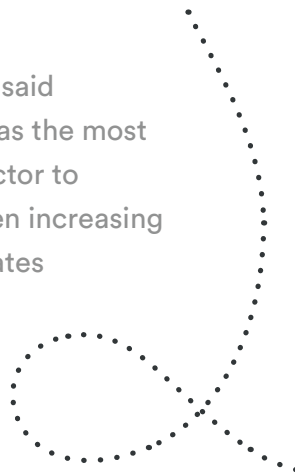 said
as the most
ctor to
en increasing
ates